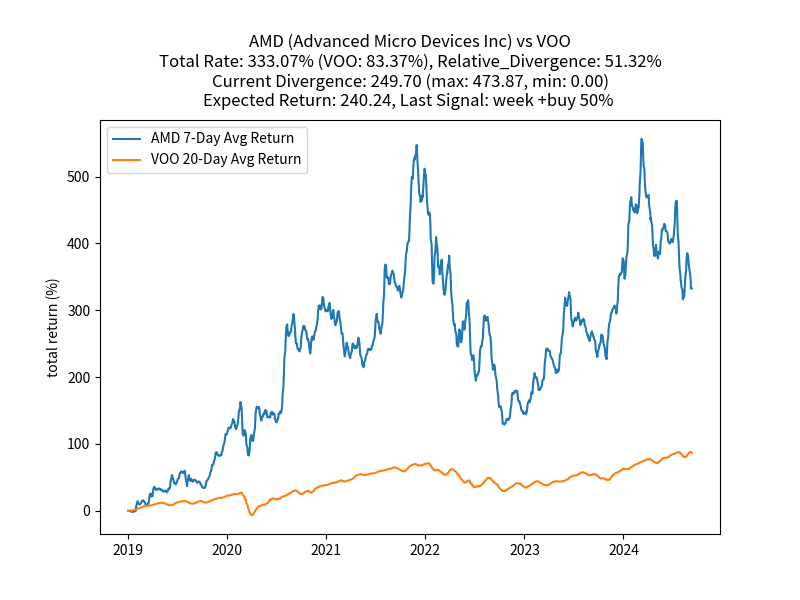 AMD (Advanced Micro Devices Inc) vs VOO
Total Rate: 333.07% (VOO: 83.37%), Relative_Divergence: 51.32%
Current Divergence: 249.70 (max: 473.87, min: 0.00)
Expected Return: 240.24, Last Signal: week +buy 50%
AMD 7-Day Avg Return
VOO 20-Day Avg Return
total return (%)
500
400
300
200
100
0
2019 2020 2021 2022 2023 2024